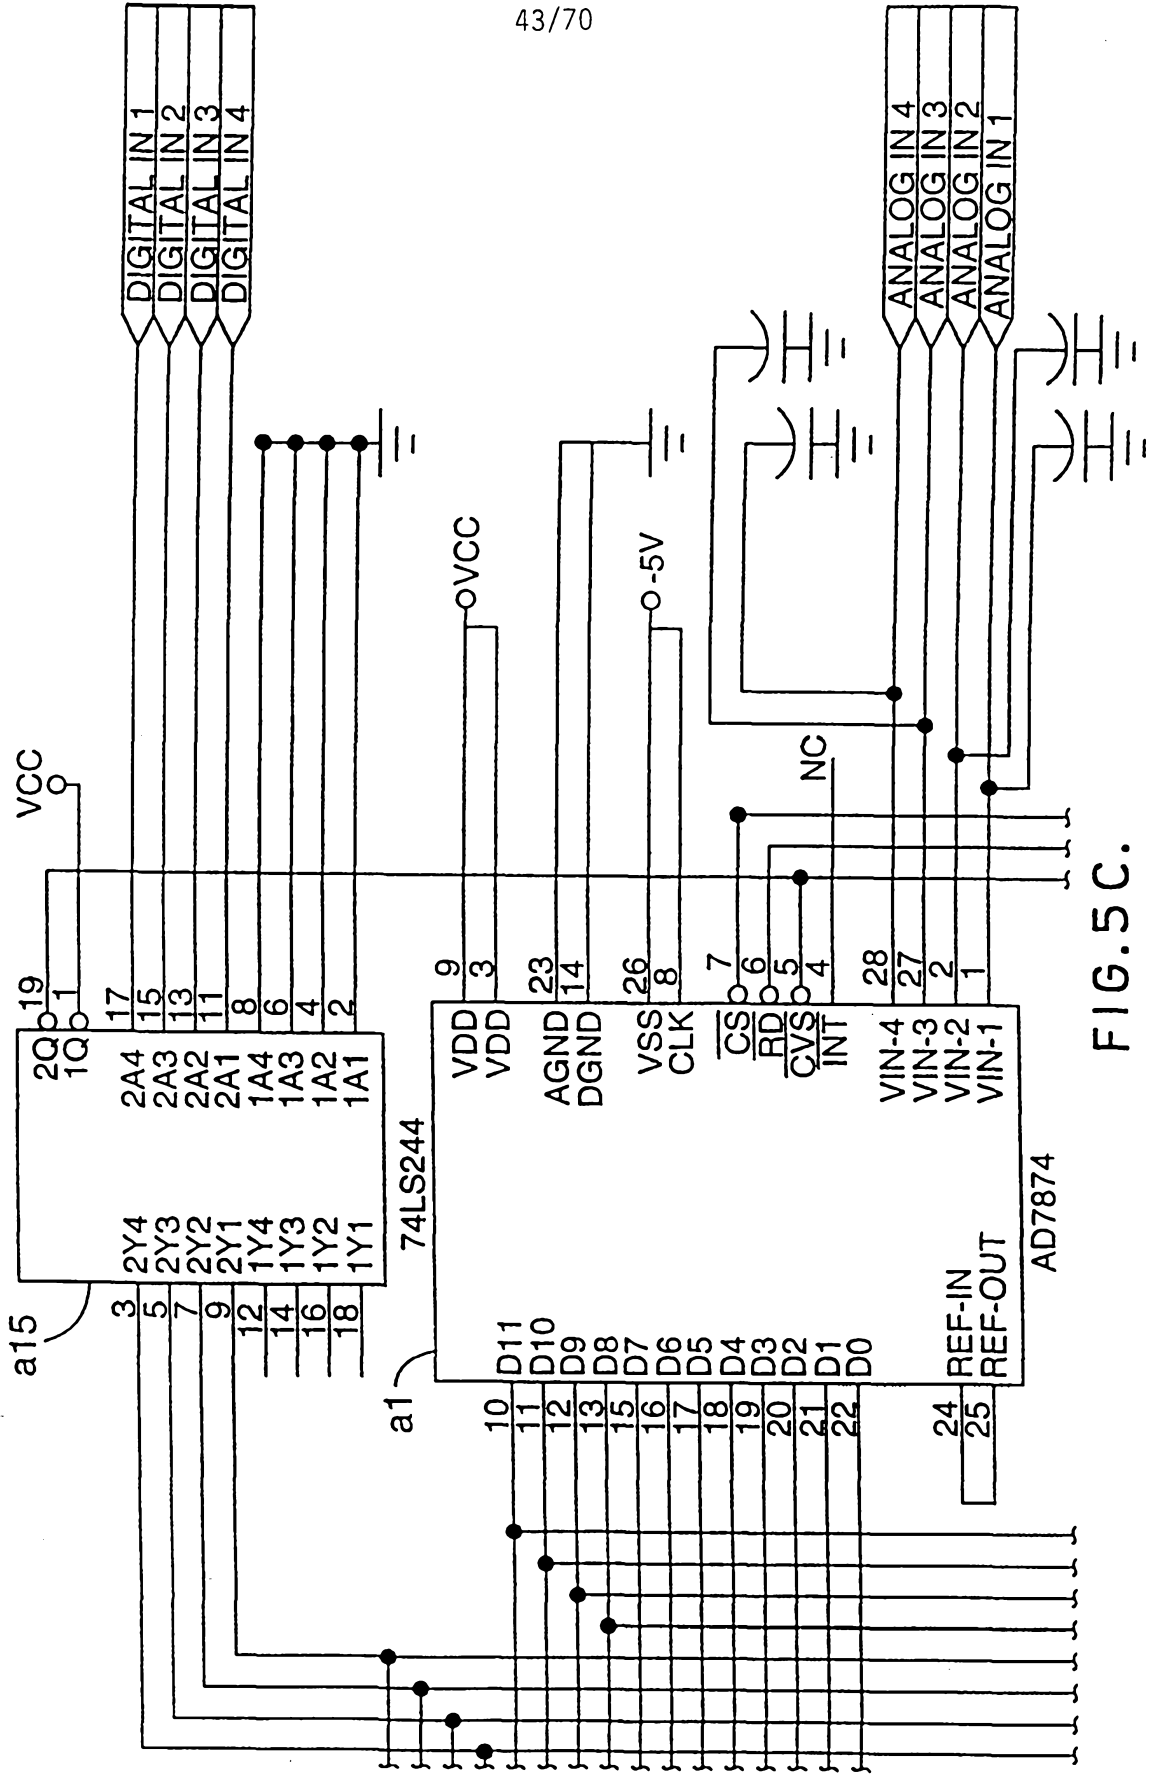 43/70
DIGITAL IN 1
DIGITAL IN 2
DIGITAL IN 3
DIGITAL IN 4
ANALOG IN 4
ANALOG IN 3
ANALOG IN 2
ANALOG IN 1
VCC
VCC
-5V
NC
19
1
17
15
13
11
8
6
4
2
2Q
1Q
2A4
2A3
2A2
2A1
1A4
1A3
1A2
1A1
2Y4
2Y3
2Y2
2Y1
1Y4
1Y3
1Y2
1Y1
3
5
7
9
12
14
16
18
a15
74LS244
9
3
23
14
26
8
7
6
5
4
28
27
2
1
VDD
VDD
AGND
DGND
VSS
CLK
CS
RD
CVS
INT
VIN-4
VIN-3
VIN-2
VIN-1
D11
D10
D9
D8
D7
D6
D5
D4
D3
D2
D1
D0
REF-IN
REF-OUT
10
11
12
13
15
16
17
18
19
20
21
22
24
25
a1
AD7874
FIG.5C.